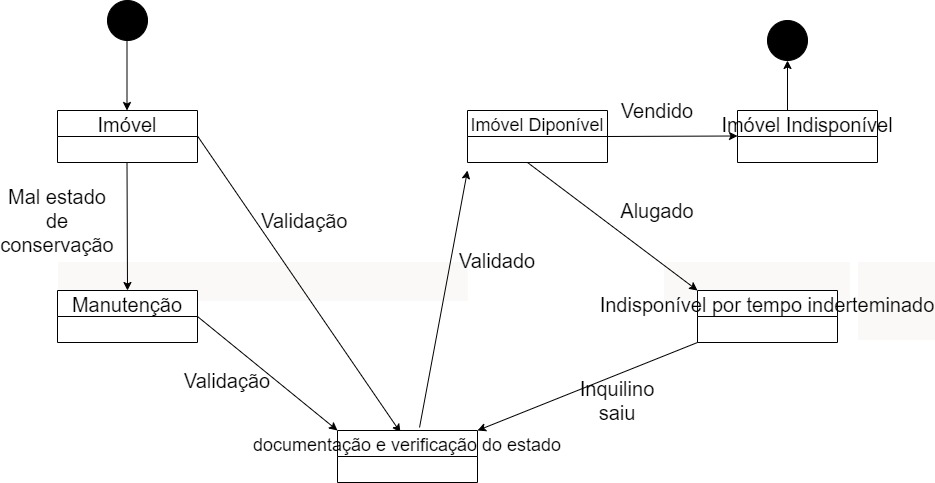 Imóvel
Mal estado
de
conservação
Manutenção
Validação
Validação
documentação e verificação do estado
Validado
Imóvel Diponível
Vendido
Imóvel Indisponível
Alugado
Indisponível por tempo inderteminado
Inquilino
saiu